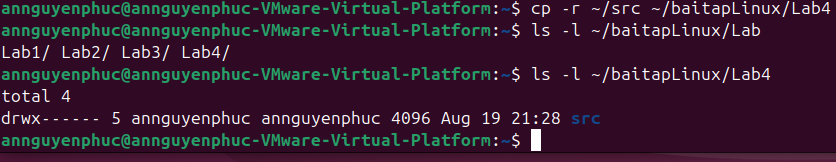 annguyenphuc@annguyenphuc-VMware-Virtual-Platform:~$ cp -r ~/src ~/baitapLinux/Lab4
annguyenphuc@annguyenphuc-VMware-Virtual-Platform:~$ ls -l ~/baitapLinux/Lab
Lab1/ Lab2/ Lab3/ Lab4/
annguyenphuc@annguyenphuc-VMware-Virtual-Platform:~$ ls -l ~/baitapLinux/Lab4
total 4
drwx------ 5 annguyenphuc annguyenphuc 4096 Aug 19 21:28 src
annguyenphuc@annguyenphuc-VMware-Virtual-Platform:~$